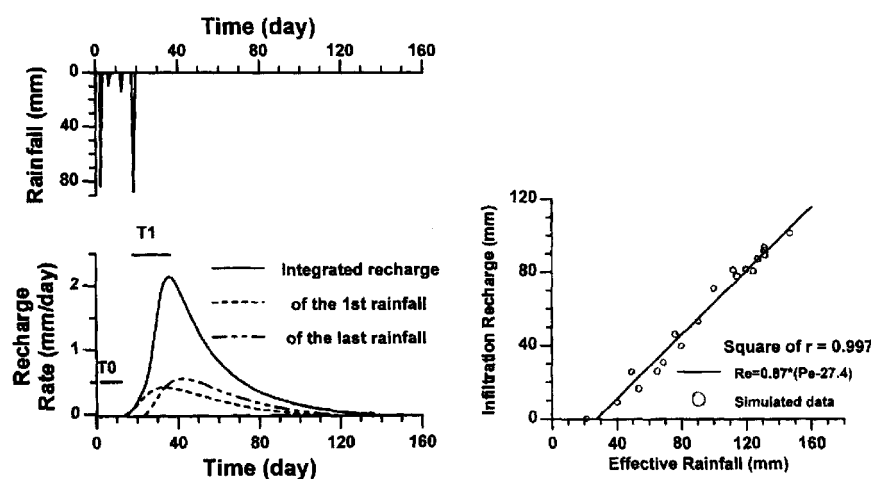 Time (day)
0 40 80 120 160
Rainfall (mm)
0
40
80
T1
T0
Recharge
Rate (mm/day)
2
1
0
Integrated recharge
of the 1st rainfall
of the last rainfall
0 40 80 120 160
Time (day)
Infiltration Recharge (mm)
120
80
40
0
Square of r = 0.997
Re=0.87*(Pe-27.4)
Simulated data
0 40 80 120 160
Effective Rainfall (mm)